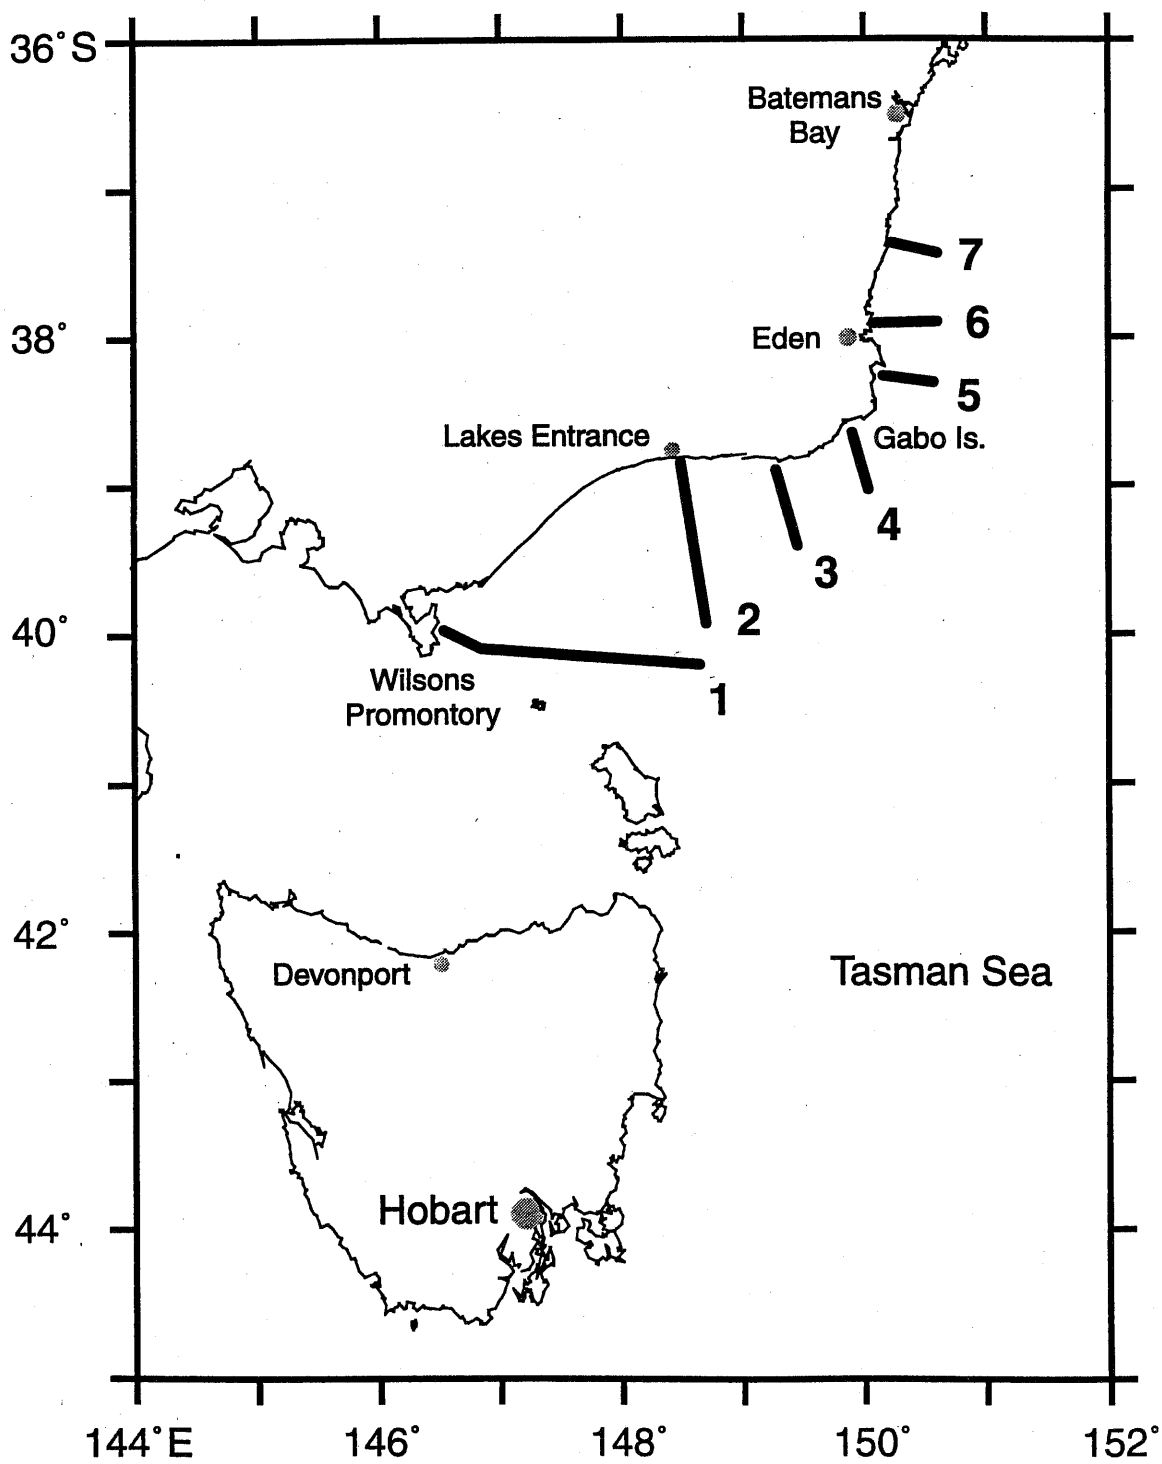 36°S
Batemans
Bay
7
6
38°
Eden
5
Lakes Entrance
Gabo Is.
4
3
2
40°
Wilsons
Promontory
1
42°
Devonport
Tasman Sea
Hobart
44°
144°E
146°
148°
150°
152°